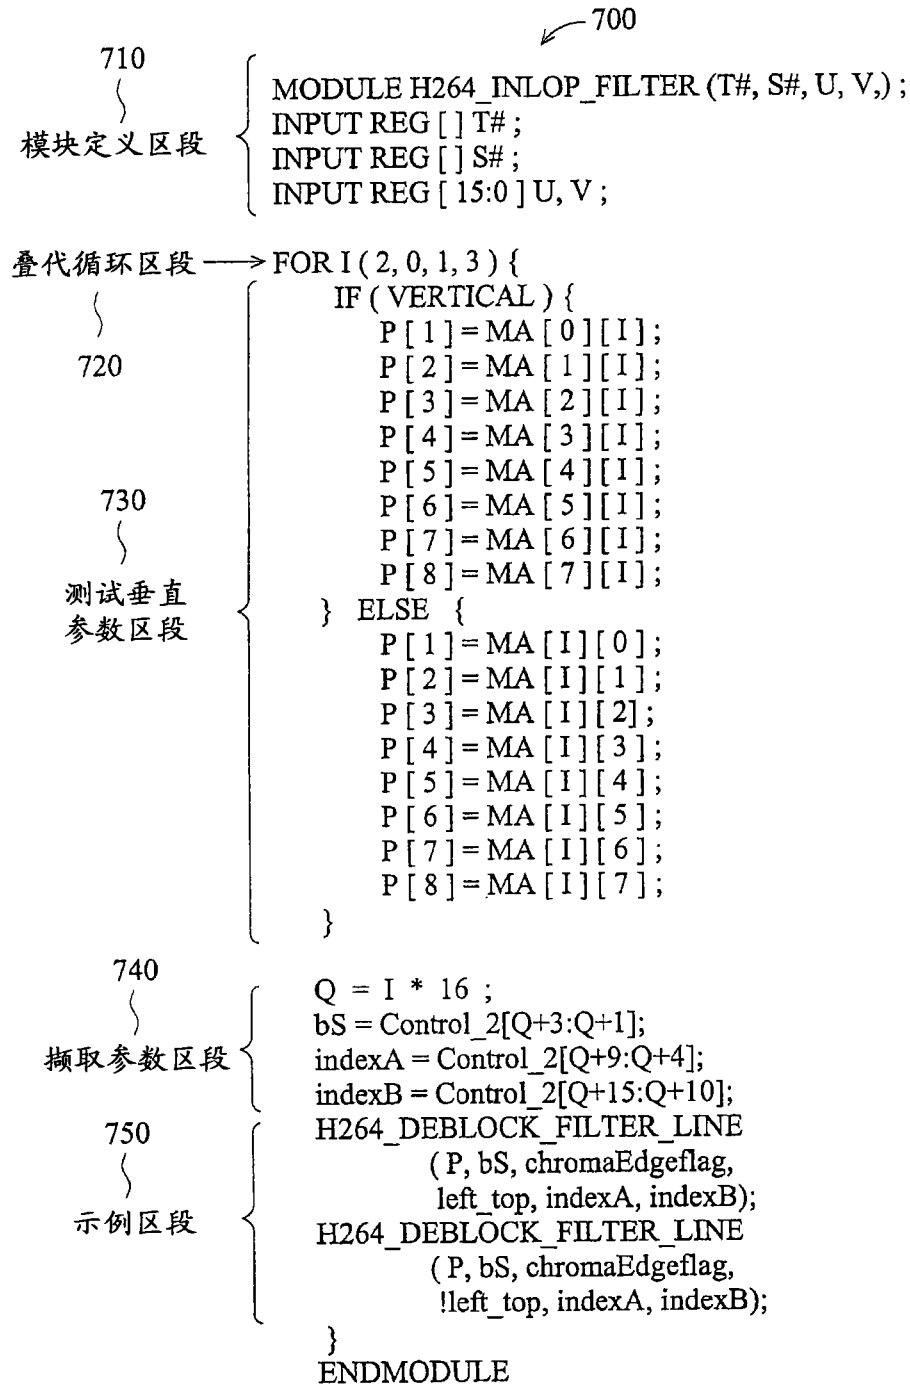 700
710
模块定义区段
MODULE H264_INLOP_FILTER (T#, S#, U, V,) ;
INPUT REG [ ] T# ;
INPUT REG [ ] S# ;
INPUT REG [ 15:0 ] U, V ;
叠代循环区段
FOR I ( 2, 0, 1, 3 ) {
720
IF ( VERTICAL ) {
P [ 1 ] = MA [ 0 ] [ I ] ;
P [ 2 ] = MA [ 1 ] [ I ] ;
P [ 3 ] = MA [ 2 ] [ I ] ;
P [ 4 ] = MA [ 3 ] [ I ] ;
P [ 5 ] = MA [ 4 ] [ I ] ;
P [ 6 ] = MA [ 5 ] [ I ] ;
P [ 7 ] = MA [ 6 ] [ I ] ;
P [ 8 ] = MA [ 7 ] [ I ] ;
730
测试垂直
参数区段
} ELSE {
P [ 1 ] = MA [ I ] [ 0 ] ;
P [ 2 ] = MA [ I ] [ 1 ] ;
P [ 3 ] = MA [ I ] [ 2] ;
P [ 4 ] = MA [ I ] [ 3 ] ;
P [ 5 ] = MA [ I ] [ 4 ] ;
P [ 6 ] = MA [ I ] [ 5 ] ;
P [ 7 ] = MA [ I ] [ 6 ] ;
P [ 8 ] = MA [ I ] [ 7 ] ;
}
740
撷取参数区段
Q = I * 16 ;
bS = Control_2[Q+3:Q+1];
indexA = Control_2[Q+9:Q+4];
indexB = Control_2[Q+15:Q+10];
750
示例区段
H264_DEBLOCK_FILTER_LINE
( P, bS, chromaEdgeflag,
left_top, indexA, indexB);
H264_DEBLOCK_FILTER_LINE
( P, bS, chromaEdgeflag,
!left_top, indexA, indexB);
}
ENDMODULE